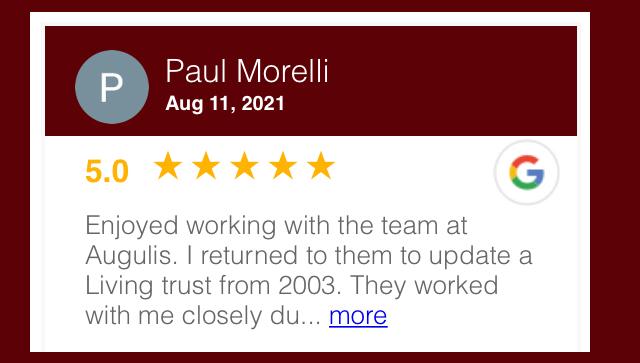 P
Paul Morelli
Aug 11, 2021
5.0 ★★★★★
G
Enjoyed working with the team at
Augulis. I returned to them to update a
Living trust from 2003. They worked
with me closely du... more